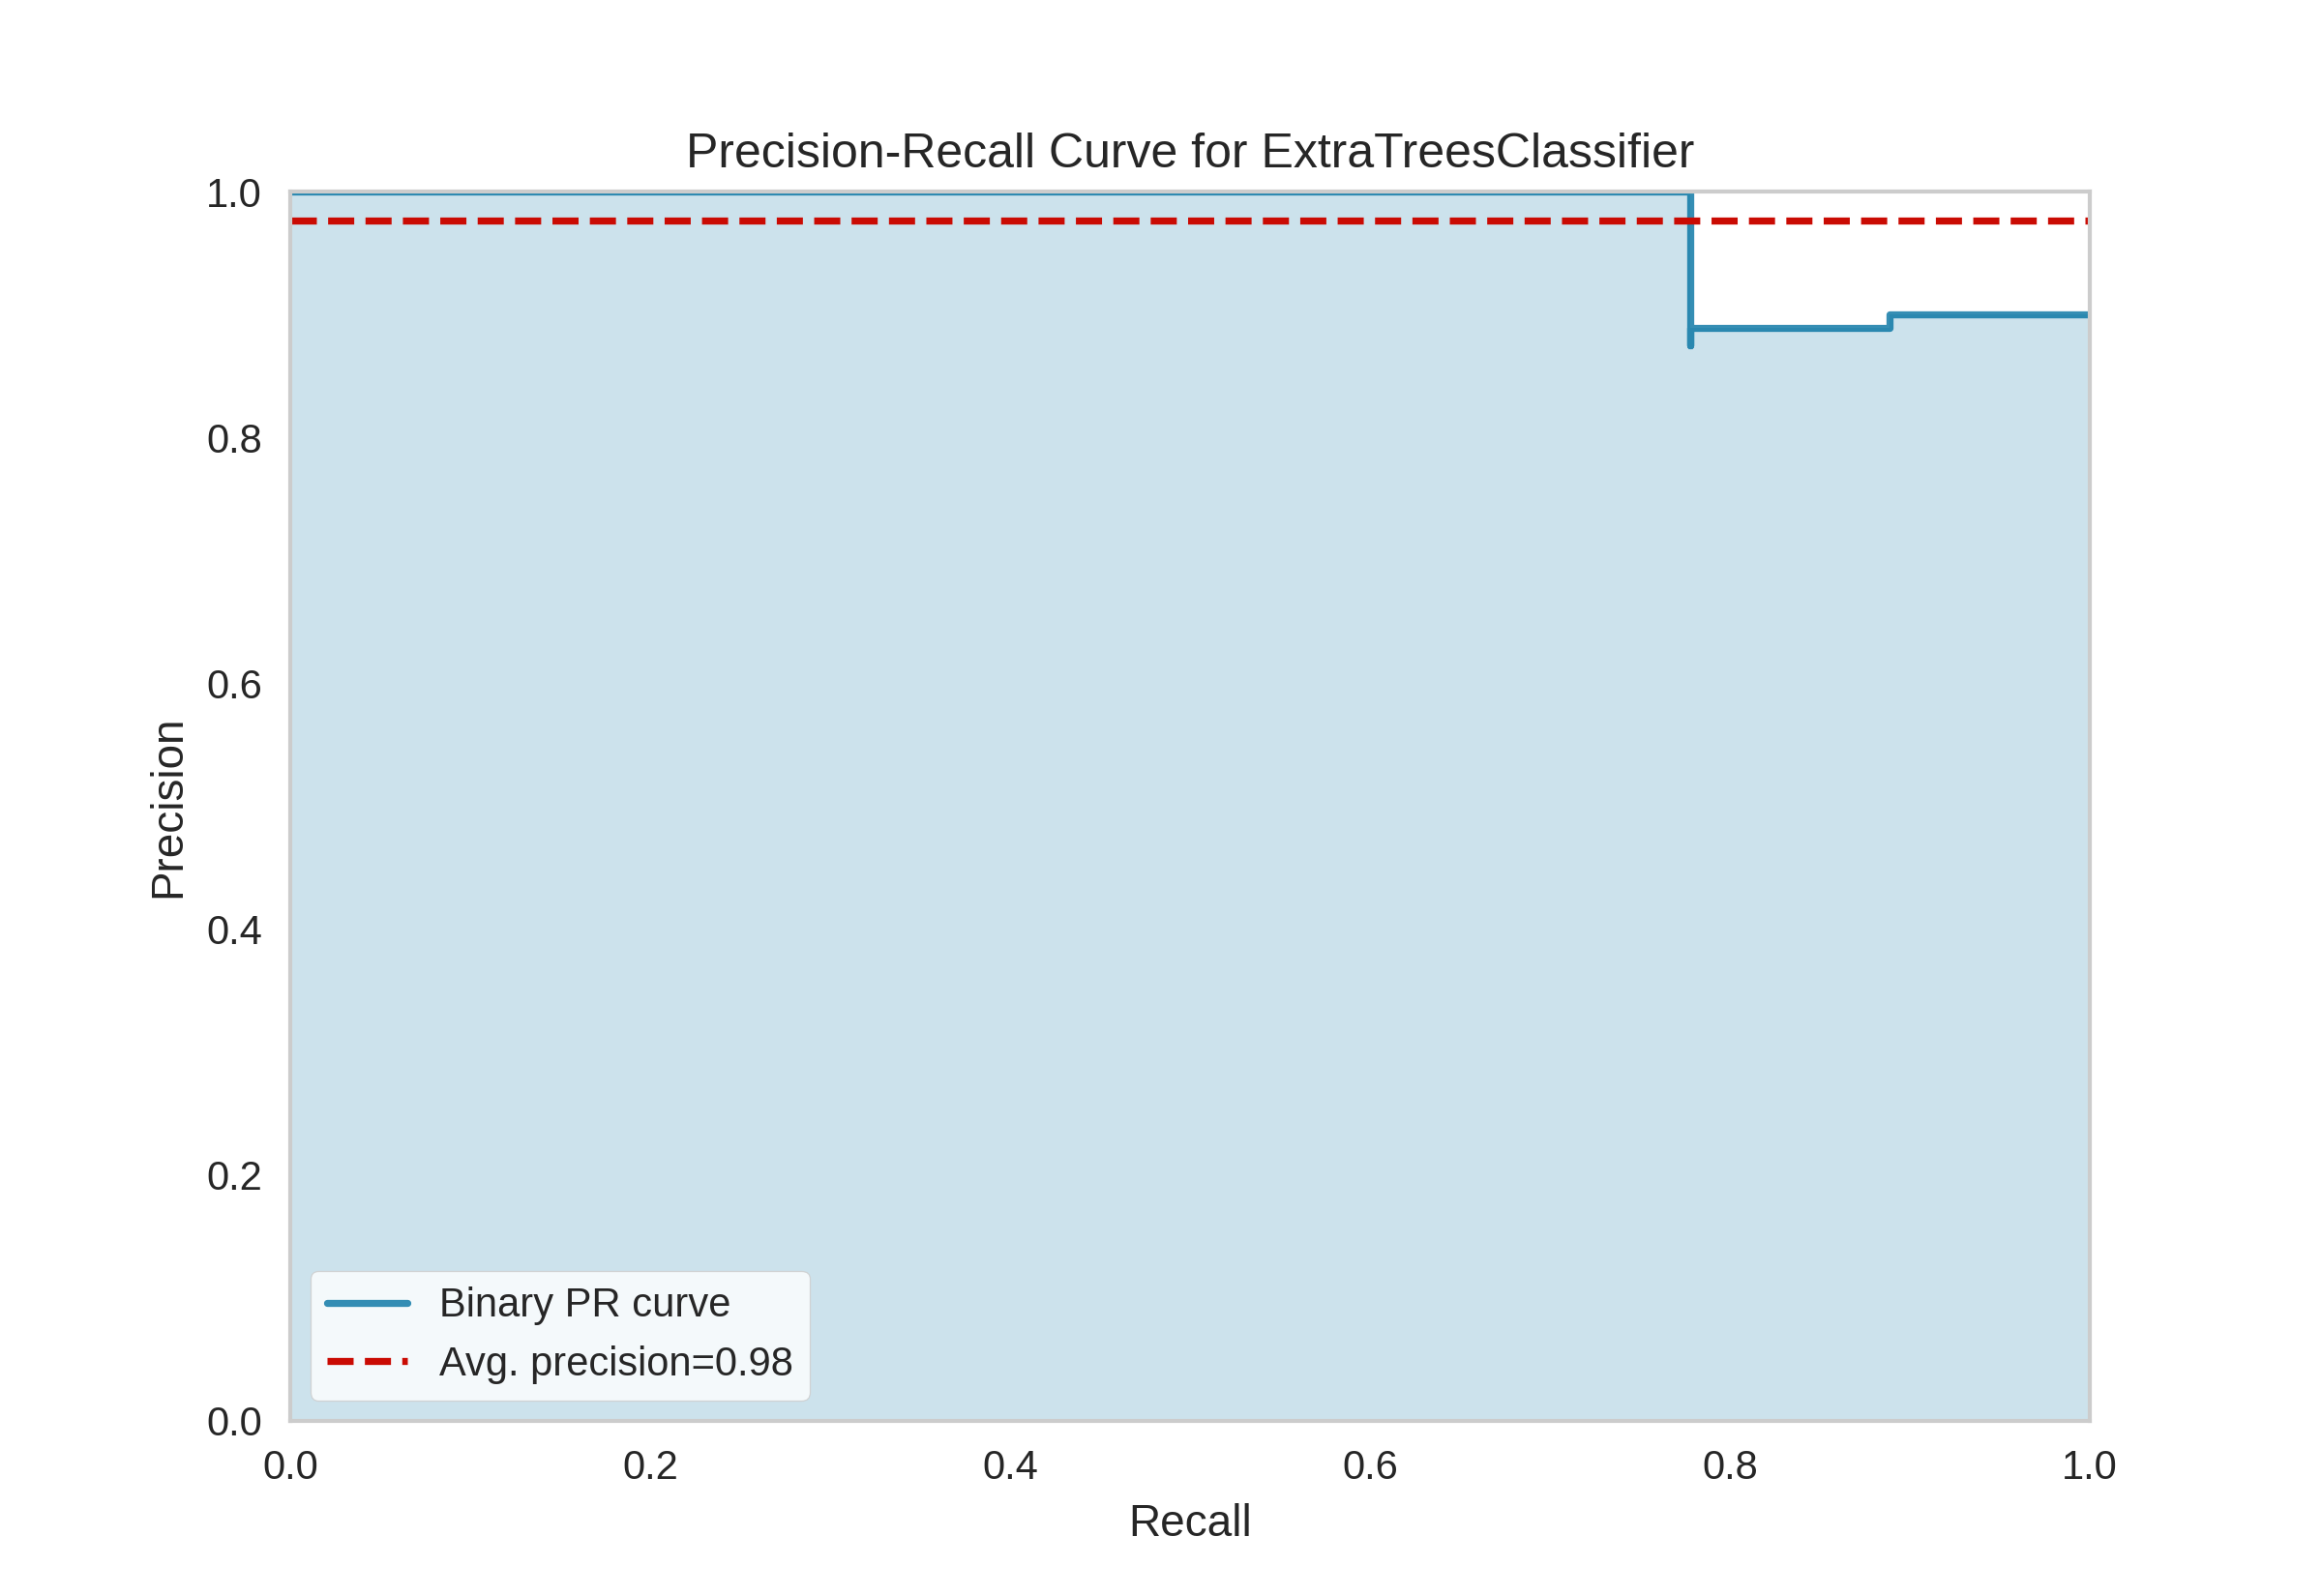 Precision-Recall Curve for ExtraTreesClassifier
1.0
0.8
0.6
0.4
0.2
0.0
Precision
Binary PR curve
Avg. precision=0.98
0.0 0.2 0.4 0.6 0.8 1.0
Recall